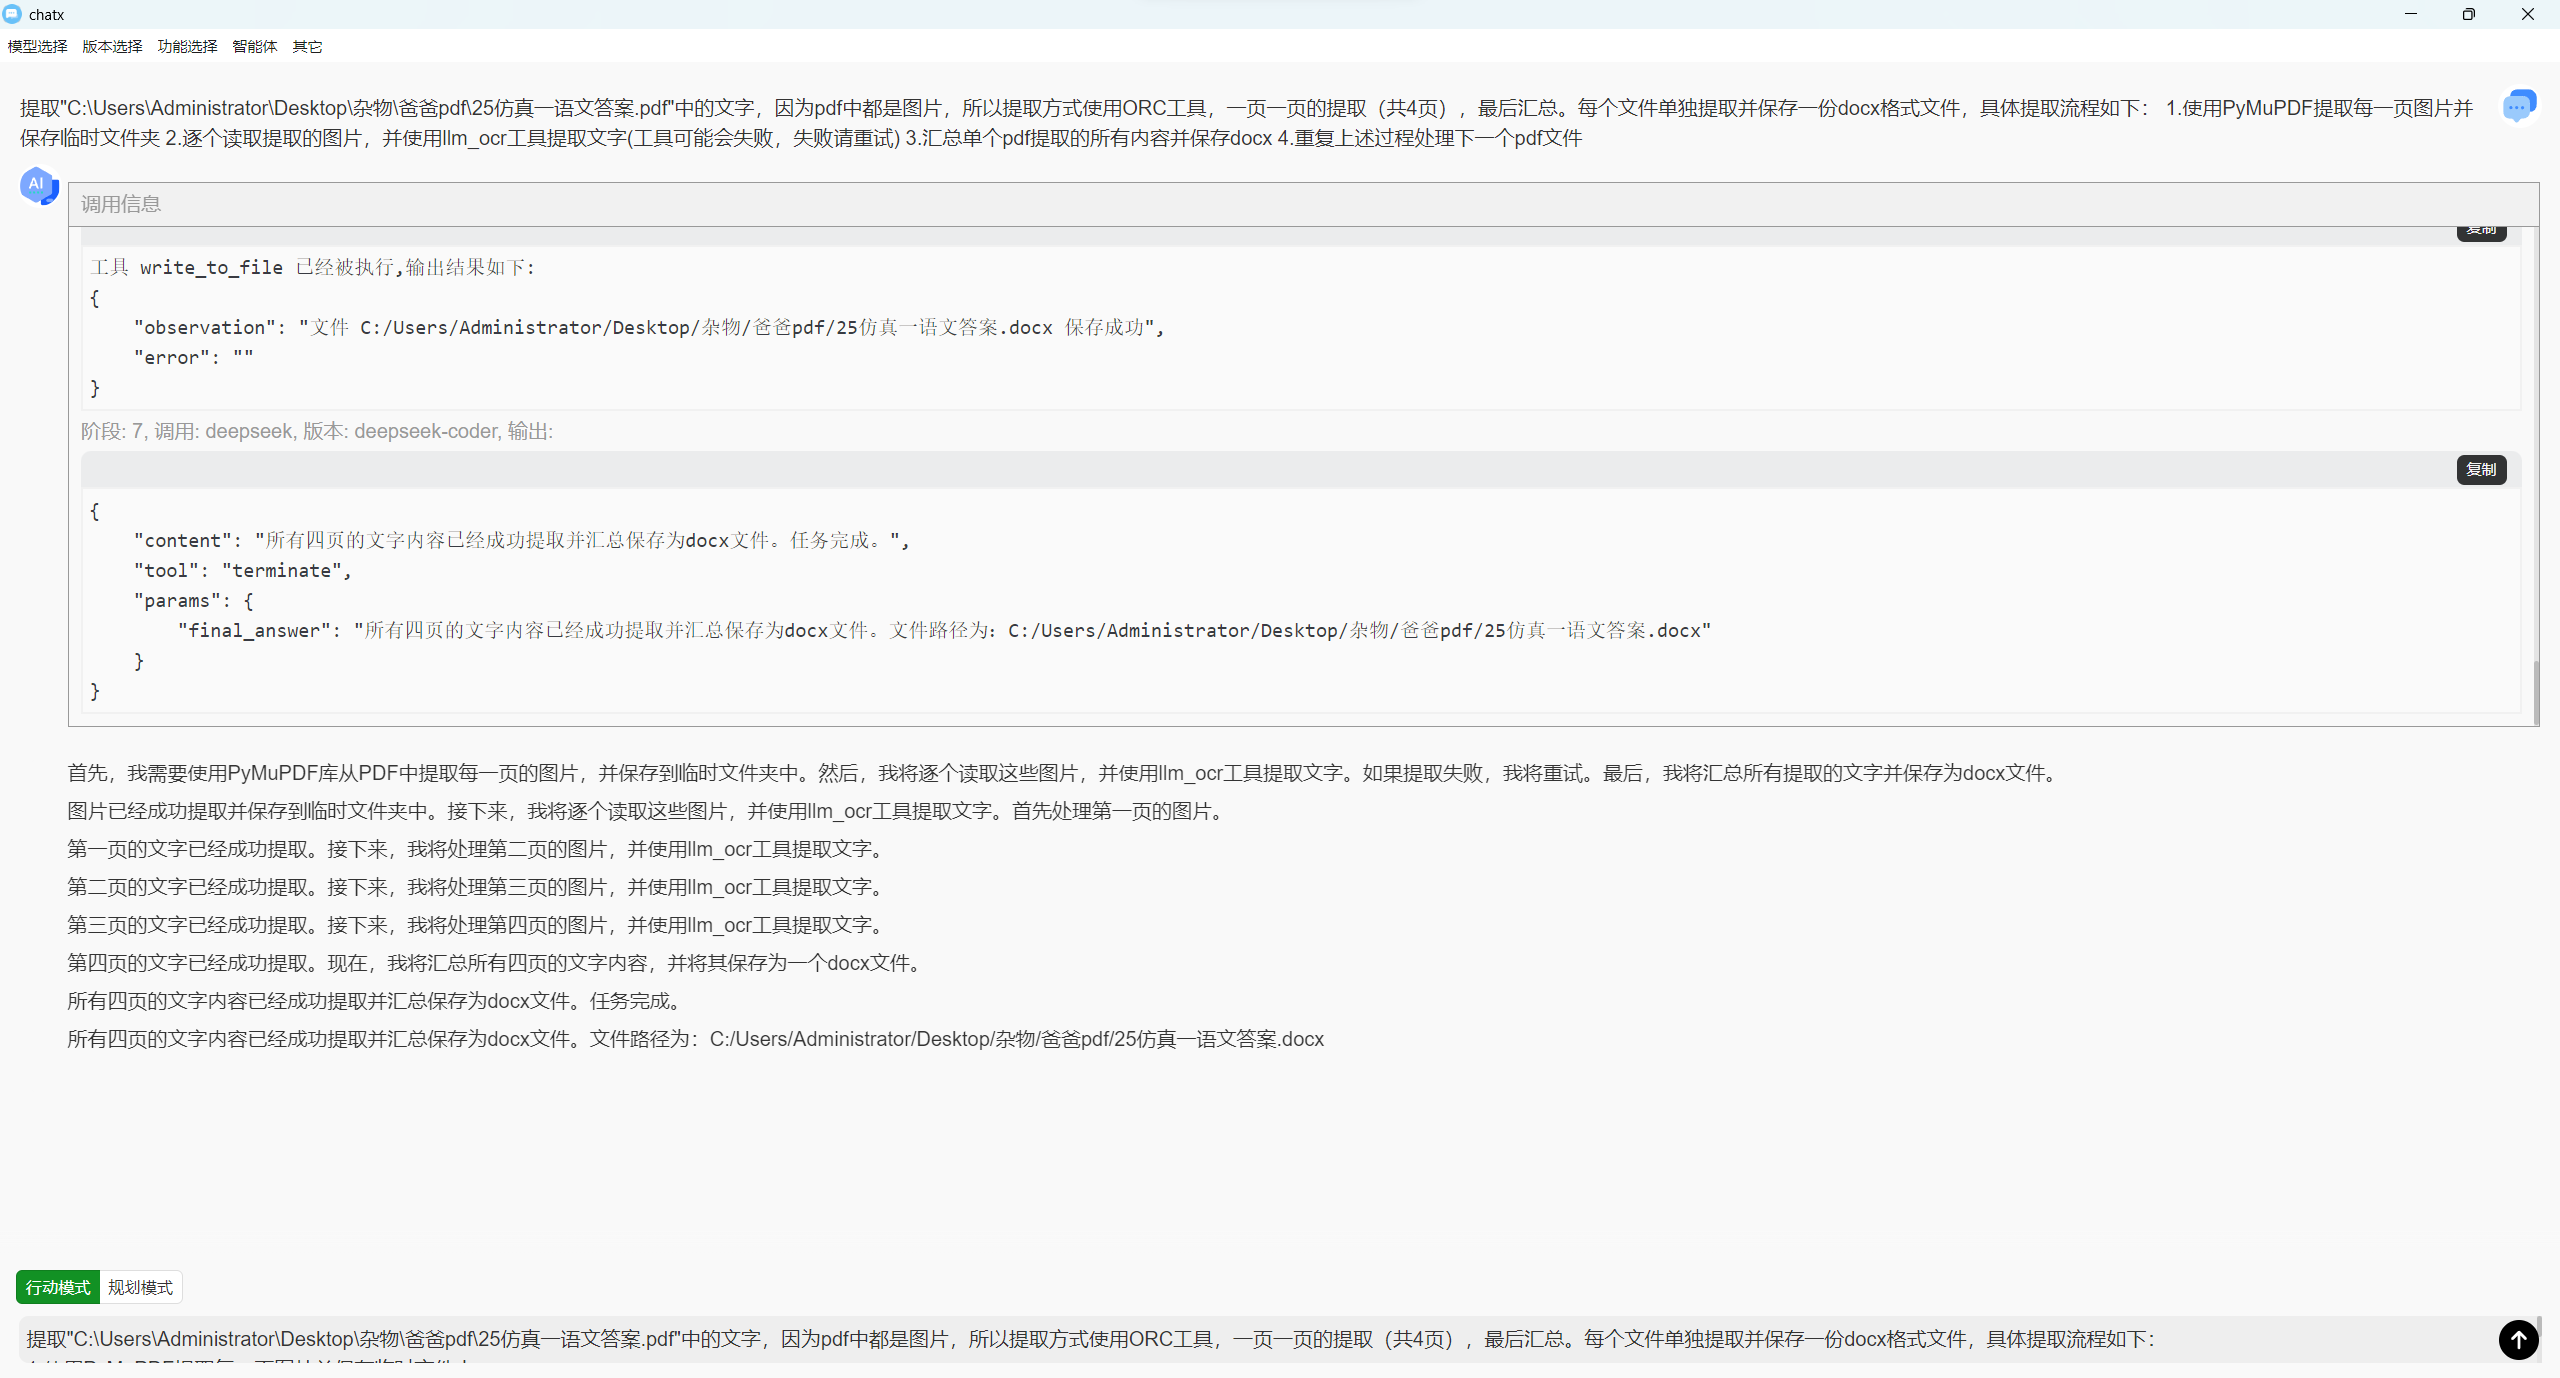 chatx
模型选择 版本选择 功能选择 智能体 其它
提取"C:\Users\Administrator\Desktop\杂物\爸爸pdf\25仿真一语文答案.pdf"中的文字，因为pdf中都是图片，所以提取方式使用ORC工具，一页一页的提取（共4页），最后汇总。每个文件单独提取并保存一份docx格式文件，具体提取流程如下： 1.使用PyMuPDF提取每一页图片并
保存临时文件夹 2.逐个读取提取的图片，并使用llm_ocr工具提取文字(工具可能会失败，失败请重试) 3.汇总单个pdf提取的所有内容并保存docx 4.重复上述过程处理下一个pdf文件
AI
调用信息
复制
工具 write_to_file 已经被执行,输出结果如下:
{
"observation": "文件 C:/Users/Administrator/Desktop/杂物/爸爸pdf/25仿真一语文答案.docx 保存成功",
"error": ""
}
阶段: 7, 调用: deepseek, 版本: deepseek-coder, 输出:
复制
{
"content": "所有四页的文字内容已经成功提取并汇总保存为docx文件。任务完成。",
"tool": "terminate",
"params": {
"final_answer": "所有四页的文字内容已经成功提取并汇总保存为docx文件。文件路径为：C:/Users/Administrator/Desktop/杂物/爸爸pdf/25仿真一语文答案.docx"
}
}
首先，我需要使用PyMuPDF库从PDF中提取每一页的图片，并保存到临时文件夹中。然后，我将逐个读取这些图片，并使用llm_ocr工具提取文字。如果提取失败，我将重试。最后，我将汇总所有提取的文字并保存为docx文件。
图片已经成功提取并保存到临时文件夹中。接下来，我将逐个读取这些图片，并使用llm_ocr工具提取文字。首先处理第一页的图片。
第一页的文字已经成功提取。接下来，我将处理第二页的图片，并使用llm_ocr工具提取文字。
第二页的文字已经成功提取。接下来，我将处理第三页的图片，并使用llm_ocr工具提取文字。
第三页的文字已经成功提取。接下来，我将处理第四页的图片，并使用llm_ocr工具提取文字。
第四页的文字已经成功提取。现在，我将汇总所有四页的文字内容，并将其保存为一个docx文件。
所有四页的文字内容已经成功提取并汇总保存为docx文件。任务完成。
所有四页的文字内容已经成功提取并汇总保存为docx文件。文件路径为：C:/Users/Administrator/Desktop/杂物/爸爸pdf/25仿真一语文答案.docx
行动模式 规划模式
提取"C:\Users\Administrator\Desktop\杂物\爸爸pdf\25仿真一语文答案.pdf"中的文字，因为pdf中都是图片，所以提取方式使用ORC工具，一页一页的提取（共4页），最后汇总。每个文件单独提取并保存一份docx格式文件，具体提取流程如下：